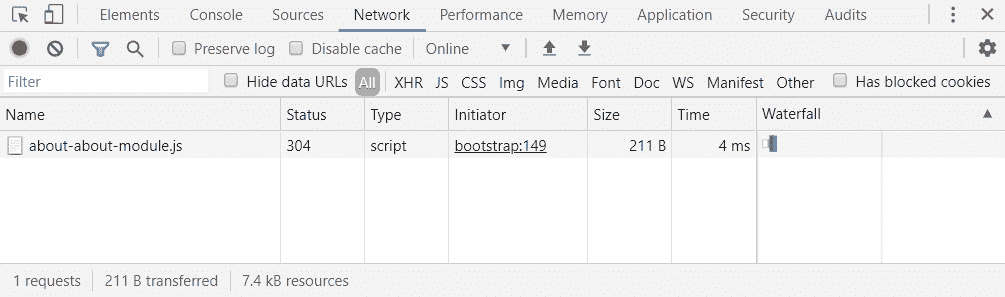 Elements Console Sources Network Performance Memory Application Security Audits
Preserve log Disable cache Online
Filter Hide data URLs All XHR JS CSS Img Media Font Doc WS Manifest Other Has blocked cookies
Name Status Type Initiator Size Time Waterfall
about-about-module.js 304 script bootstrap:149 211 B 4 ms
1 requests 211 B transferred 7.4 kB resources